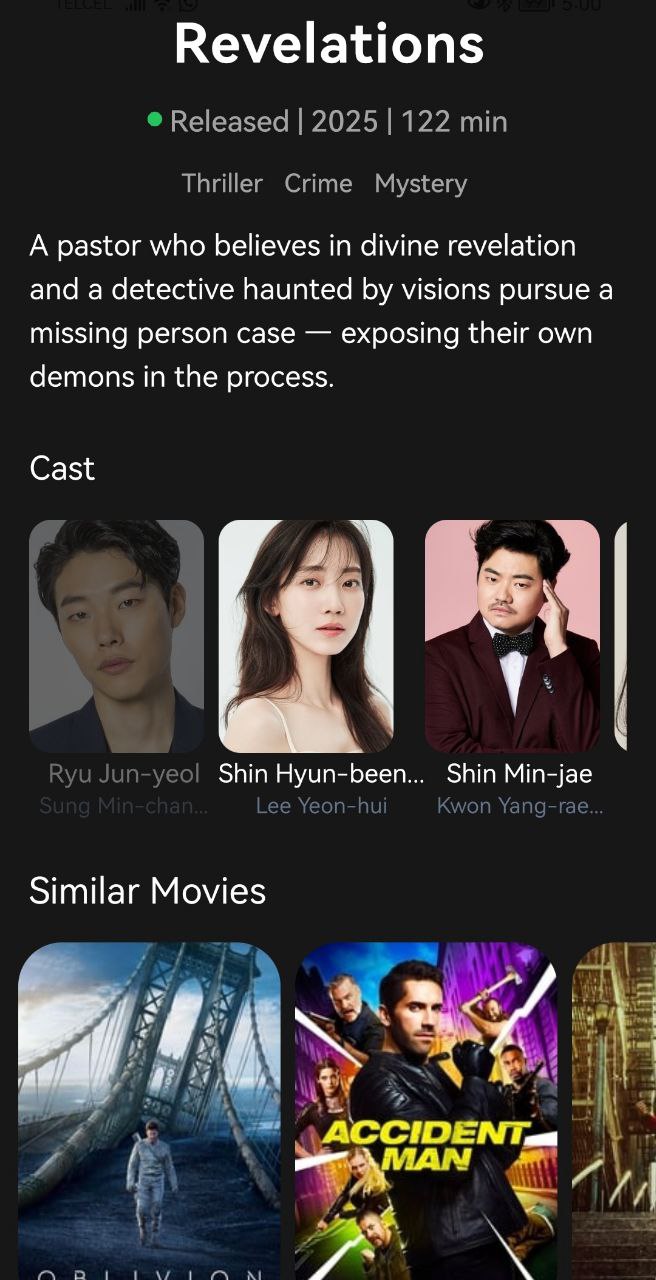 TELCEL 99 5:00
Revelations
Released | 2025 | 122 min
Thriller Crime Mystery
A pastor who believes in divine revelation
and a detective haunted by visions pursue a
missing person case — exposing their own
demons in the process.
Cast
Ryu Jun-yeol Shin Hyun-been... Shin Min-jae
Sung Min-chan... Lee Yeon-hui Kwon Yang-rae...
Similar Movies
ACCIDENT
MAN
OBLIVION